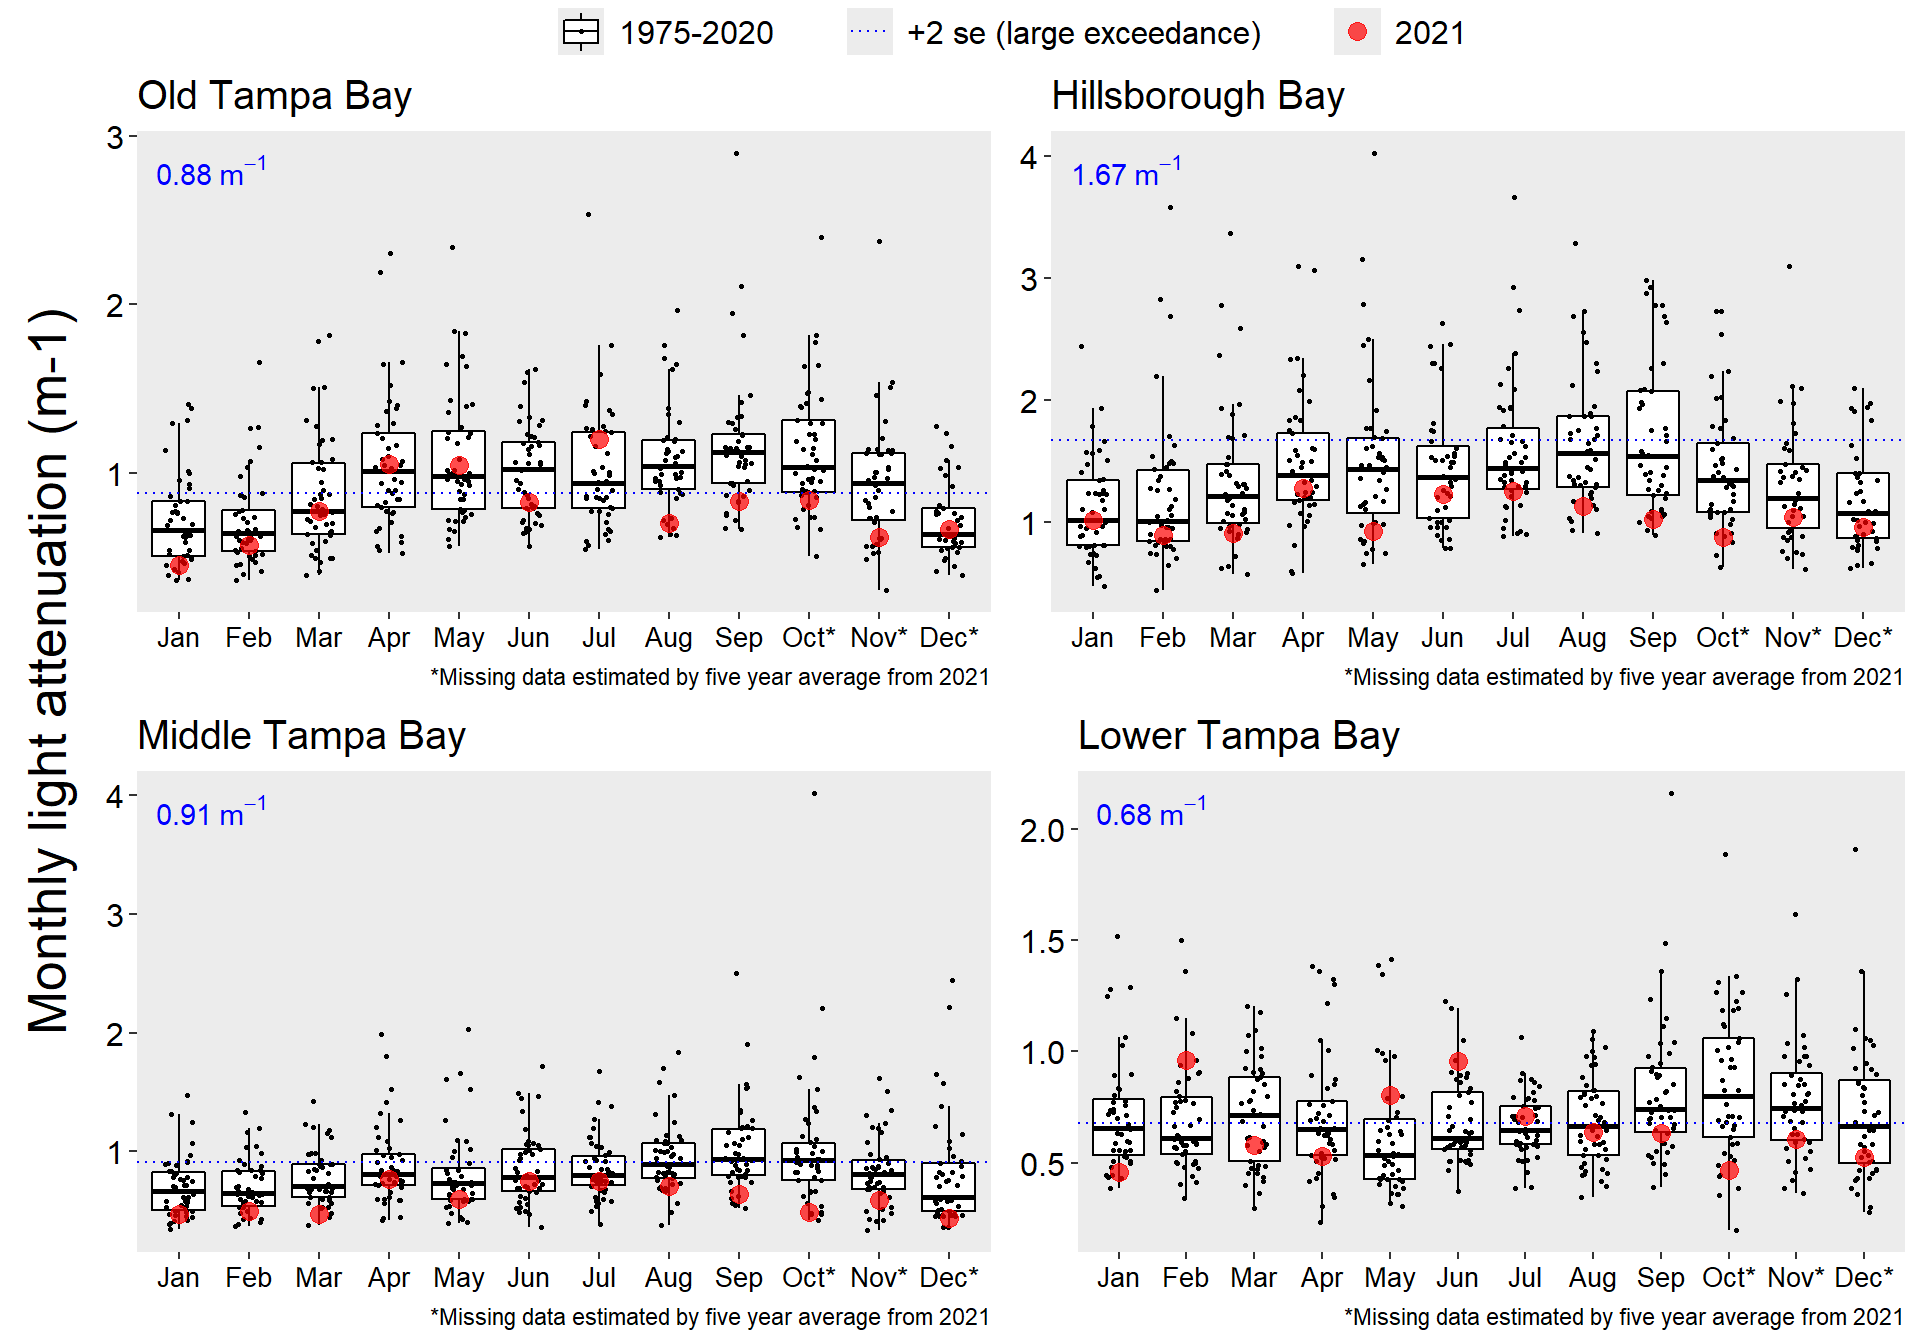 1975-2020 +2 se (large exceedance) 2021
Monthly light attenuation (m-1)
Old Tampa Bay
0.88 m−1
3
2
1
Jan Feb Mar Apr May Jun Jul Aug Sep Oct* Nov* Dec*
*Missing data estimated by five year average from 2021
Hillsborough Bay
1.67 m−1
4
3
2
1
Jan Feb Mar Apr May Jun Jul Aug Sep Oct* Nov* Dec*
*Missing data estimated by five year average from 2021
Middle Tampa Bay
0.91 m−1
4
3
2
1
Jan Feb Mar Apr May Jun Jul Aug Sep Oct* Nov* Dec*
*Missing data estimated by five year average from 2021
Lower Tampa Bay
0.68 m−1
2.0
1.5
1.0
0.5
Jan Feb Mar Apr May Jun Jul Aug Sep Oct* Nov* Dec*
*Missing data estimated by five year average from 2021